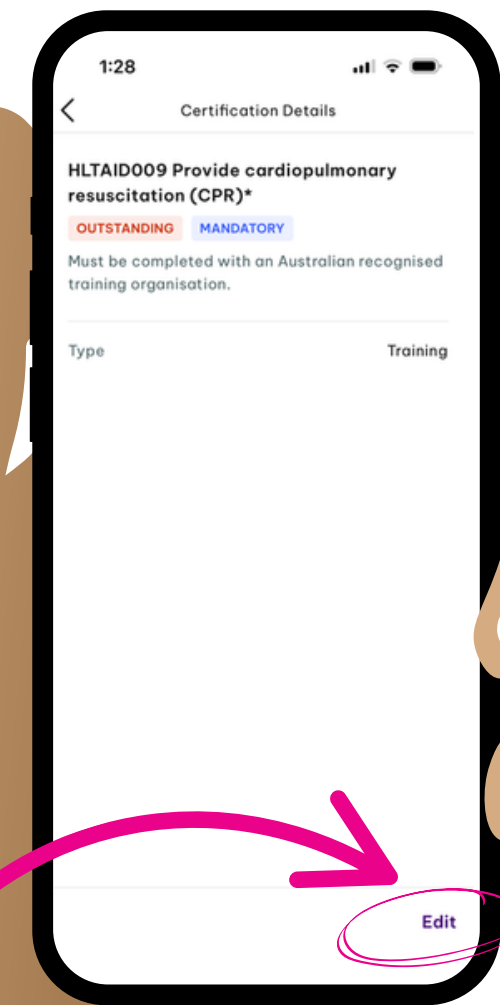 1:28
Certification Details
HLTAID009 Provide cardiopulmonary
resuscitation (CPR)*
OUTSTANDING MANDATORY
Must be completed with an Australian recognised
training organisation.
Type Training
Edit